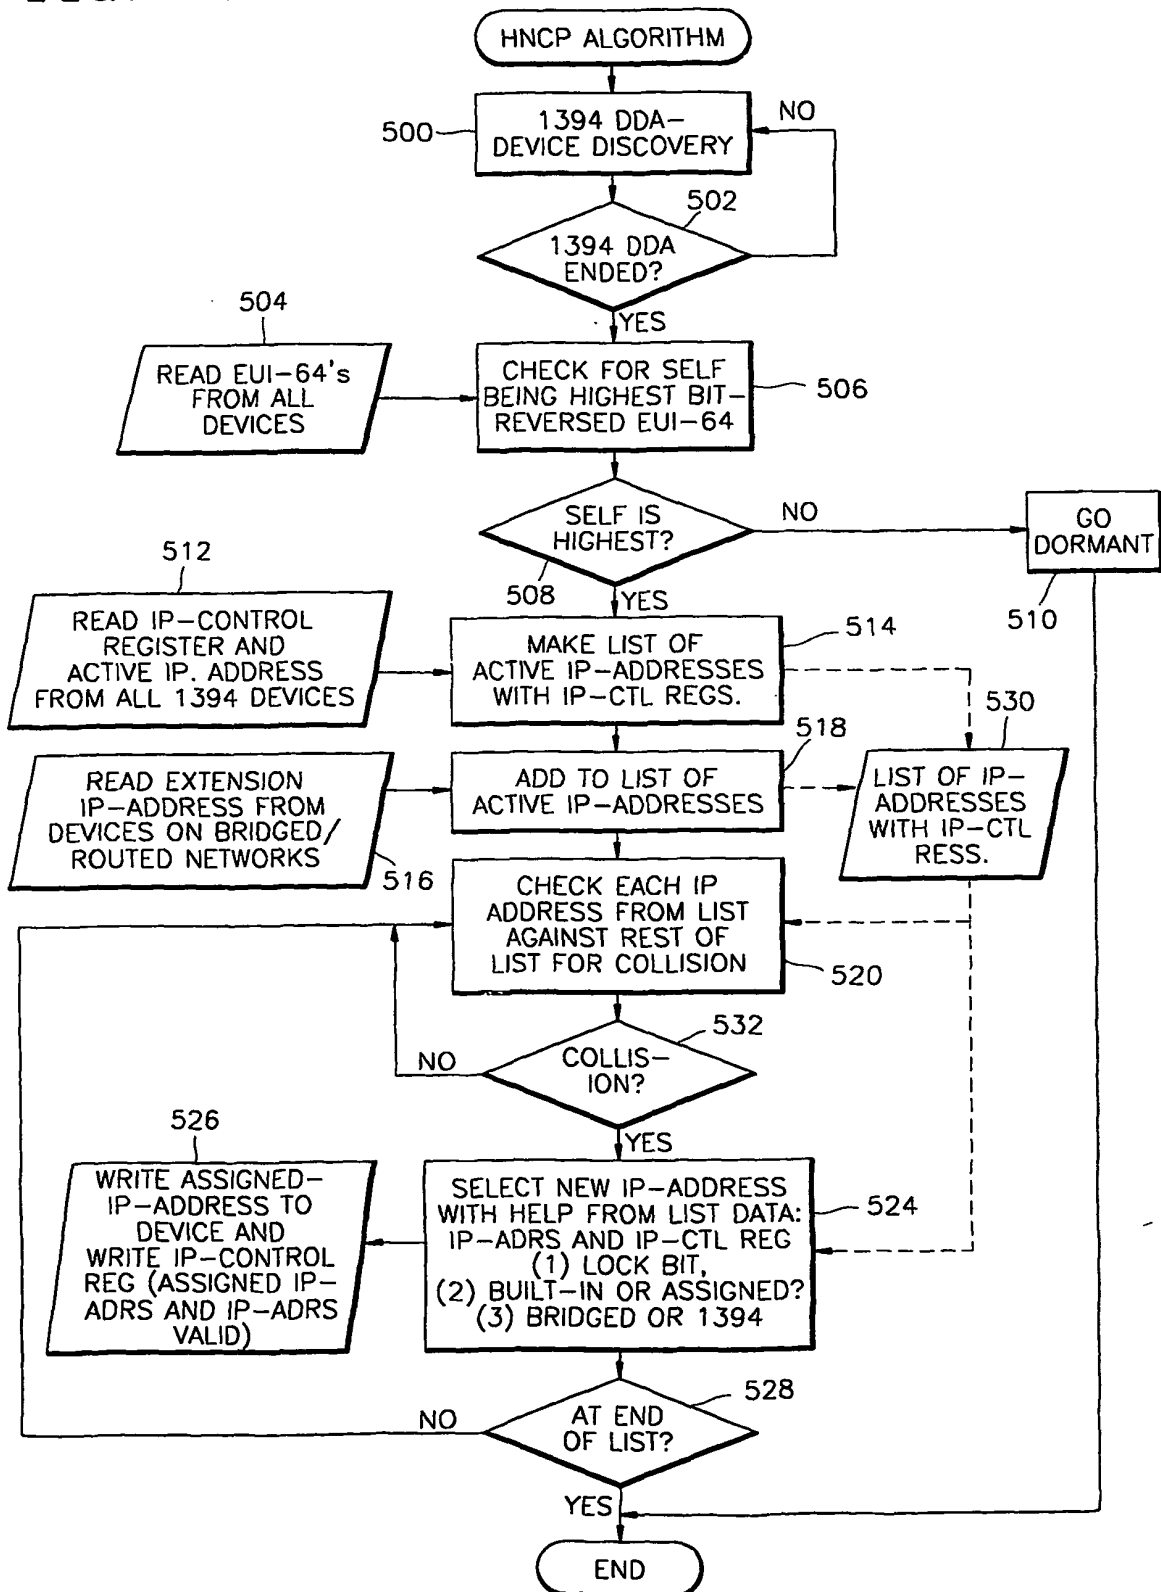 HNCP ALGORITHM
500
1394 DDA-
DEVICE DISCOVERY
NO
502
1394 DDA
ENDED?
YES
504
READ EUI-64's
FROM ALL
DEVICES
CHECK FOR SELF
BEING HIGHEST BIT-
REVERSED EUI-64
506
SELF IS
HIGHEST?
508
NO
GO
DORMANT
510
YES
512
READ IP-CONTROL
REGISTER AND
ACTIVE IP. ADDRESS
FROM ALL 1394 DEVICES
MAKE LIST OF
ACTIVE IP-ADDRESSES
WITH IP-CTL REGS.
514
READ EXTENSION
IP-ADDRESS FROM
DEVICES ON BRIDGED/
ROUTED NETWORKS
516
ADD TO LIST OF
ACTIVE IP-ADDRESSES
518
530
LIST OF IP-
ADDRESSES
WITH IP-CTL
RESS.
CHECK EACH IP
ADDRESS FROM LIST
AGAINST REST OF
LIST FOR COLLISION
520
532
COLLIS-
ION?
NO
YES
526
WRITE ASSIGNED-
IP-ADDRESS TO
DEVICE AND
WRITE IP-CONTROL
REG (ASSIGNED IP-
ADRS AND IP-ADRS
VALID)
SELECT NEW IP-ADDRESS
WITH HELP FROM LIST DATA:
IP-ADRS AND IP-CTL REG
(1) LOCK BIT,
(2) BUILT-IN OR ASSIGNED?
(3) BRIDGED OR 1394
524
528
AT END
OF LIST?
NO
YES
END